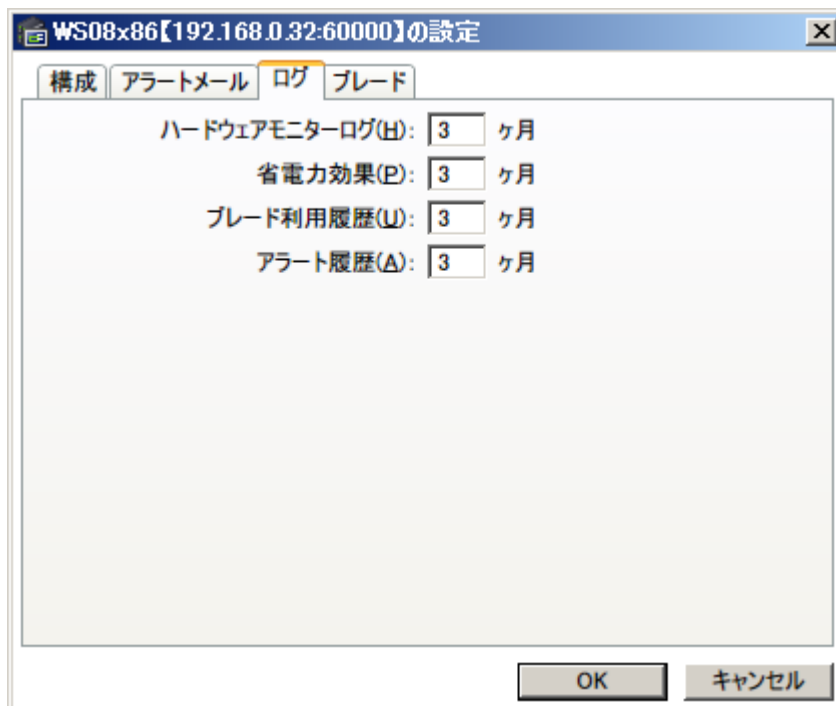 WS08x86【192.168.0.32:60000】の設定
構成 アラートメール ログ ブレード
ハードウェアモニターログ(H): 3 ヶ月
省電力効果(P): 3 ヶ月
ブレード利用履歴(U): 3 ヶ月
アラート履歴(A): 3 ヶ月
OK キャンセル